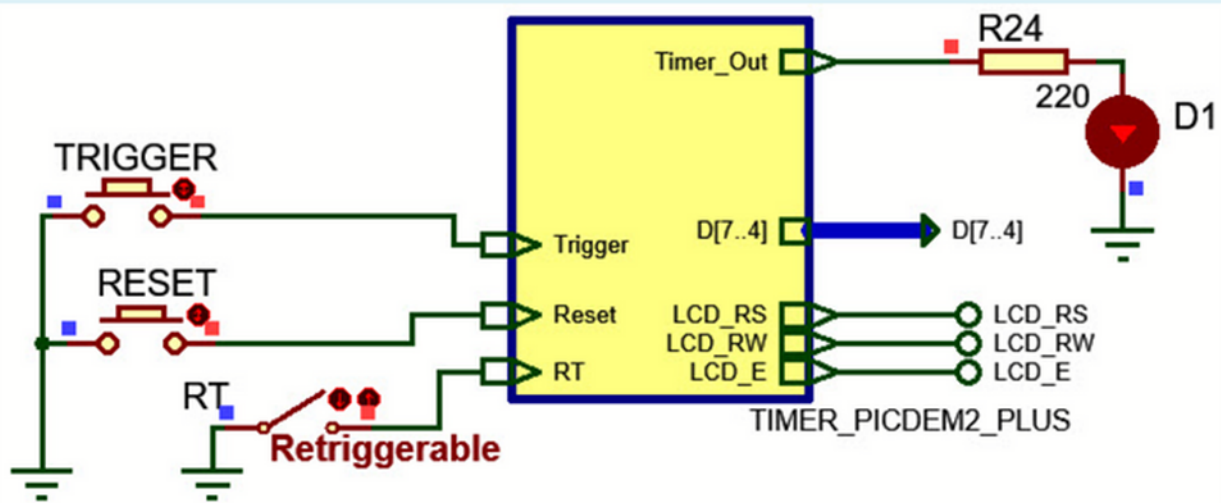 R24
Timer_Out
220
D1
TRIGGER
Trigger
D[7..4]
D[7..4]
RESET
Reset
LCD_RS
LCD_RS
LCD_RW
LCD_RW
RT
LCD_E
LCD_E
RT
TIMER_PICDEM2_PLUS
Retriggerable